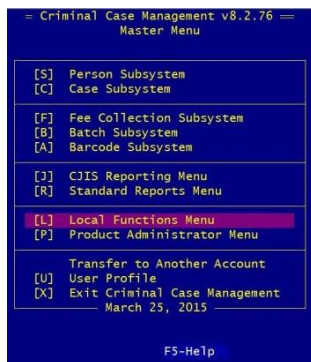 = Criminal Case Management v8.2.76 =
Master Menu
[S] Person Subsystem
[C] Case Subsystem
[F] Fee Collection Subsystem
[B] Batch Subsystem
[A] Barcode Subsystem
[J] CJIS Reporting Menu
[R] Standard Reports Menu
[L] Local Functions Menu
[P] Product Administrator Menu
Transfer to Another Account
[U] User Profile
[X] Exit Criminal Case Management
March 25, 2015
F5-Help